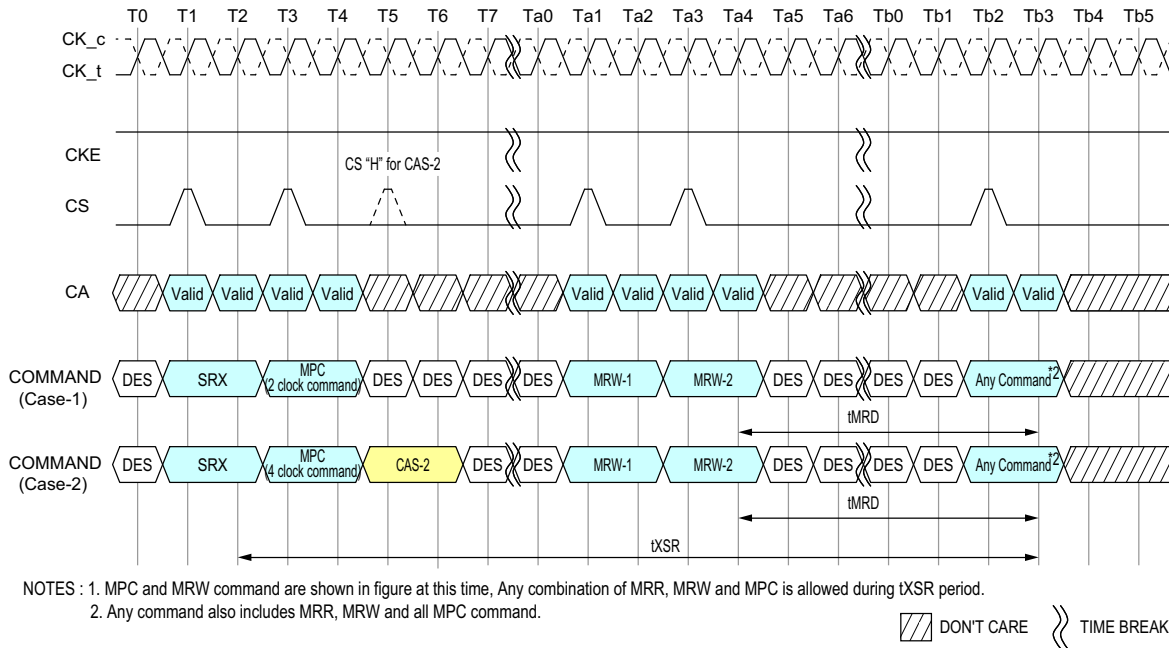 T0 T1 T2 T3 T4 T5 T6 T7 Ta0 Ta1 Ta2 Ta3 Ta4 Ta5 Ta6 Tb0 Tb1 Tb2 Tb3 Tb4 Tb5
CK_c
CK_t
CKE
CS “H” for CAS-2
CS
CA
Valid Valid Valid Valid Valid Valid Valid Valid Valid Valid
COMMAND
(Case-1)
DES SRX MPC
(2 clock command) DES DES DES DES MRW-1 MRW-2 DES DES DES DES Any Command*2
tMRD
COMMAND
(Case-2)
DES SRX MPC
(4 clock command) CAS-2 DES DES MRW-1 MRW-2 DES DES DES DES Any Command*2
tMRD
tXSR
NOTES : 1. MPC and MRW command are shown in figure at this time, Any combination of MRR, MRW and MPC is allowed during tXSR period.
2. Any command also includes MRR, MRW and all MPC command.
DON'T CARE TIME BREAK